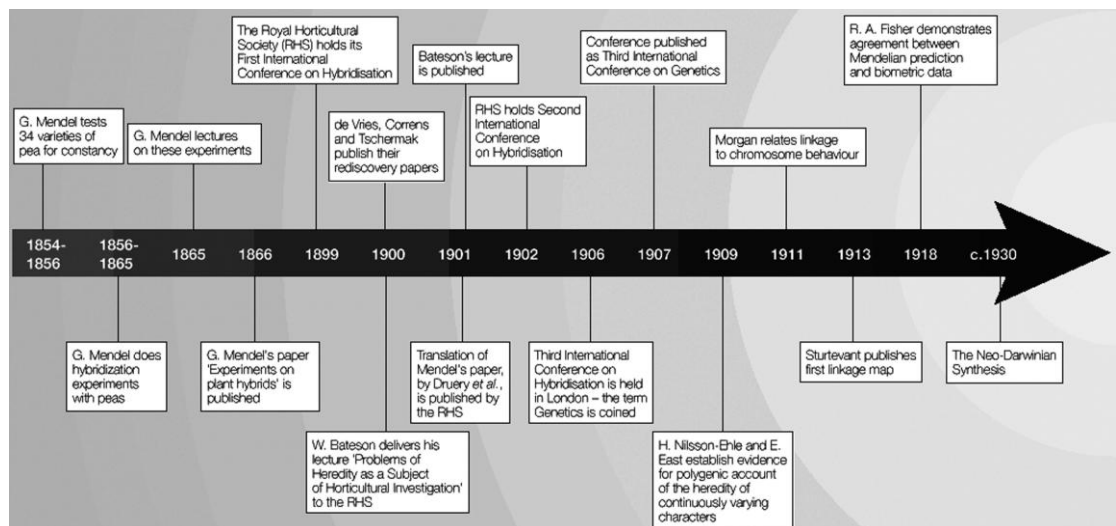 The Royal Horticultural
Society (RHS) holds its
First International
Conference on Hybridisation
Bateson's lecture
is published
Conference published
as Third International
Conference on Genetics
R. A. Fisher demonstrates
agreement between
Mendelian prediction
and biometric data
G. Mendel tests
34 varieties of
pea for constancy
G. Mendel lectures
on these experiments
de Vries, Correns
and Tschermak
publish their
rediscovery papers
RHS holds Second
International
Conference
on Hybridisation
Morgan relates linkage
to chromosome behaviour
1854-
1856
1856-
1865
1865
1866
1899
1900
1901
1902
1906
1907
1909
1911
1913
1918
c.1930
G. Mendel does
hybridization
experiments
with peas
G. Mendel's paper
'Experiments on
plant hybrids' is
published
Translation of
Mendel's paper,
by Druery et al.,
is published by
the RHS
Third International
Conference on
Hybridisation is held
in London – the term
Genetics is coined
Sturtevant publishes
first linkage map
The Neo-Darwinian
Synthesis
W. Bateson delivers his
lecture 'Problems of
Heredity as a Subject
of Horticultural Investigation'
to the RHS
H. Nilsson-Ehle and E.
East establish evidence
for polygenic account
of the heredity of
continuously varying
characters